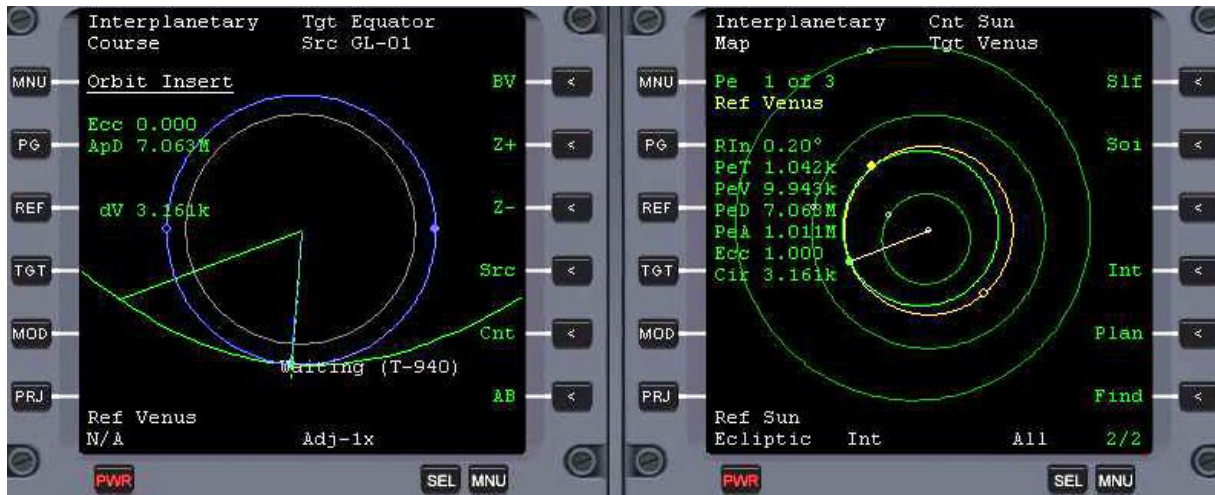 Interplanetary Tgt Equator
Course Src GL-01
MNU Orbit Insert BV <
Ecc 0.000
PG ApD 7.063M Z+ <
REF dV 3.161k Z- <
TGT Src <
MOD Cnt <
Waiting (T-940)
PRJ AB <
Ref Venus
N/A Adj-1x
PWR SEL MNU
Interplanetary Cnt Sun
Map Tgt Venus
MNU Pe 1 of 3 Slf <
Ref Venus
PG RIn 0.20° Soi <
PeT 1.042k
PeV 9.943k
REF PeD 7.063M <
PeA 1.011M
TGT Ecc 1.000 Int <
Cir 3.161k
MOD Plan <
PRJ Find <
Ref Sun
Ecliptic Int All 2/2
PWR SEL MNU